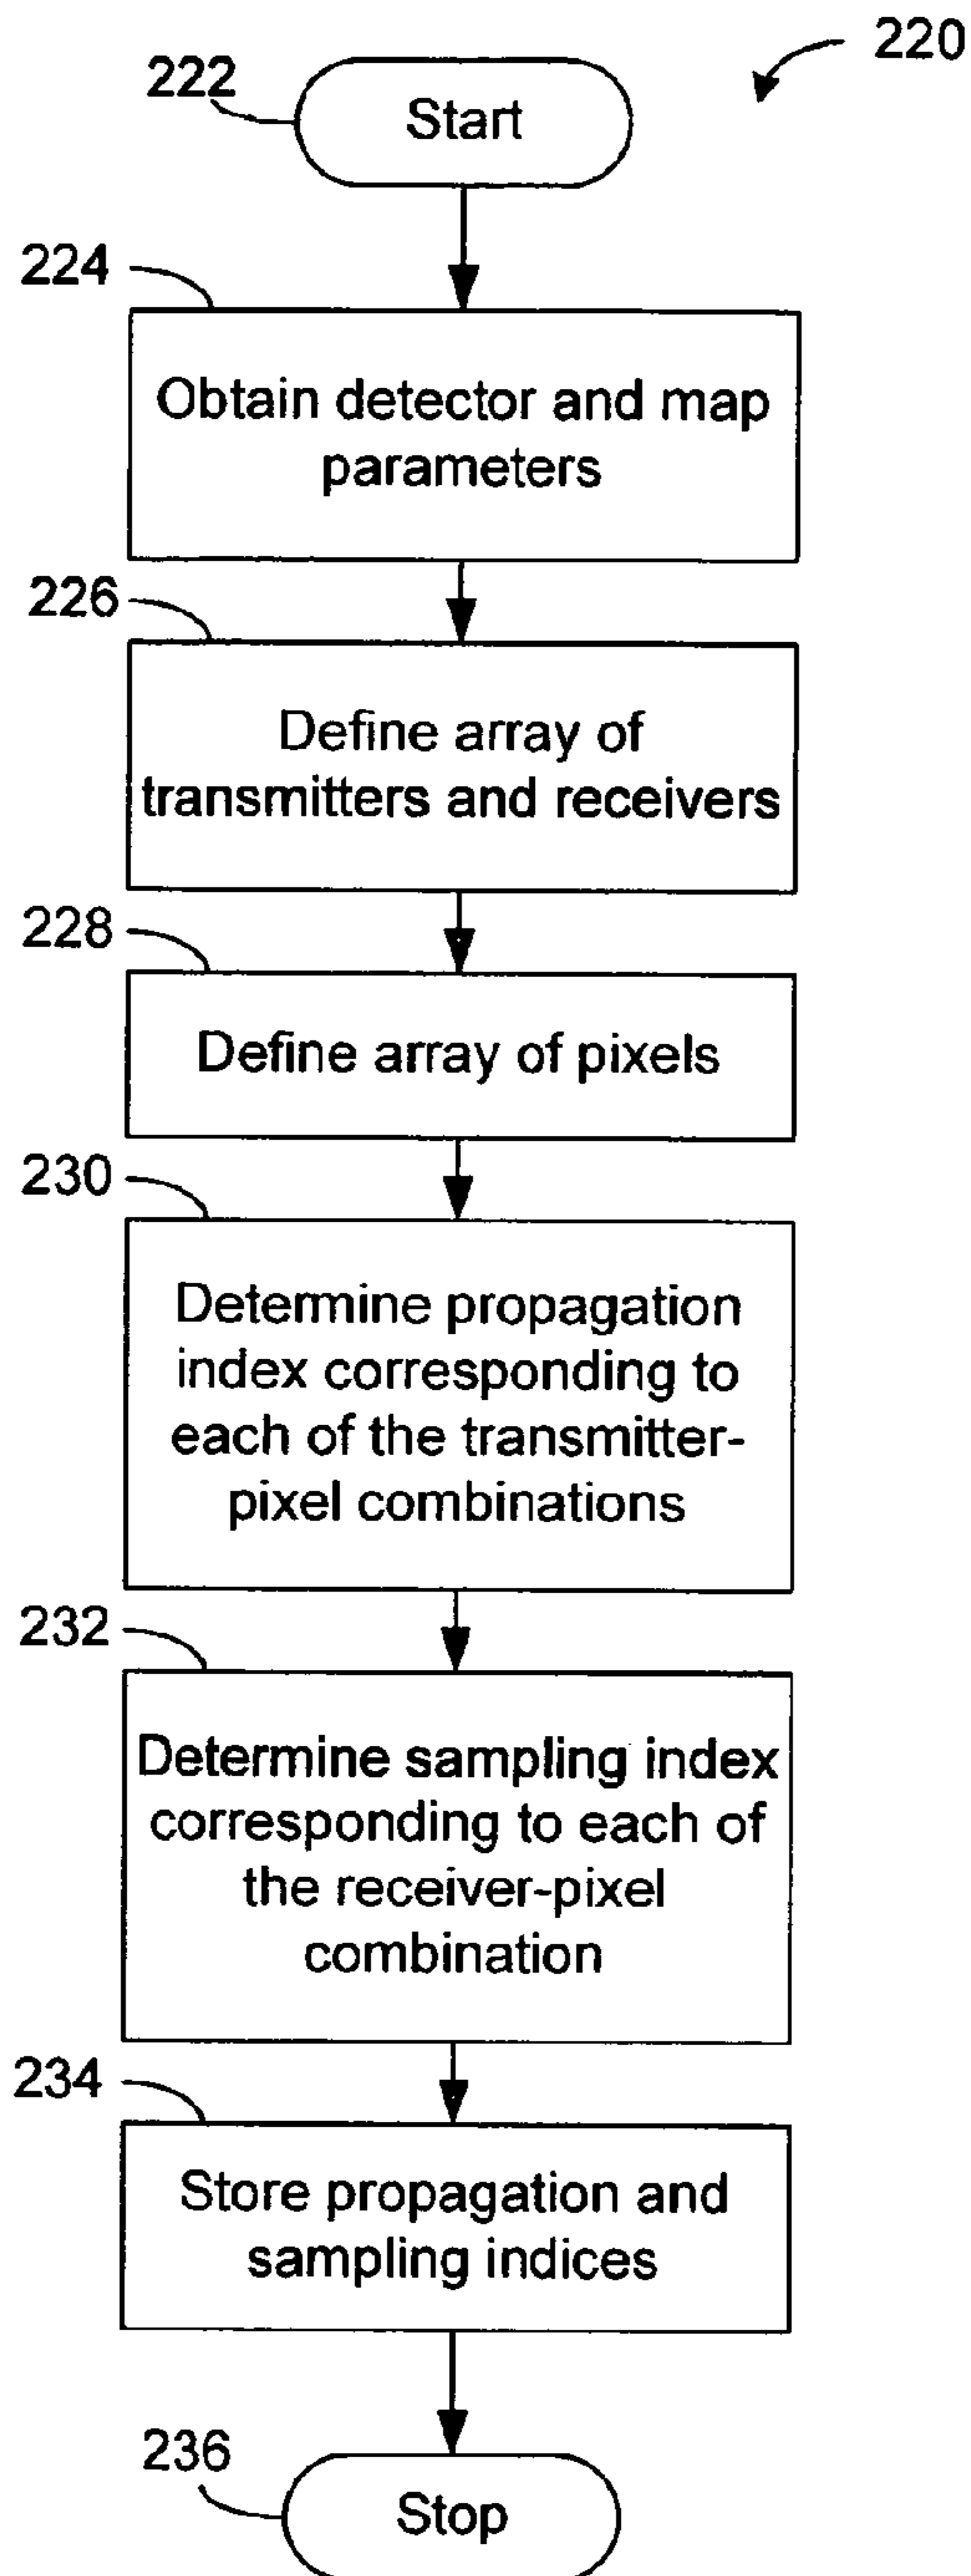 220
222
Start
224
Obtain detector and map
parameters
226
Define array of
transmitters and receivers
228
Define array of pixels
230
Determine propagation
index corresponding to
each of the transmitter-
pixel combinations
232
Determine sampling index
corresponding to each of
the receiver-pixel
combination
234
Store propagation and
sampling indices
236
Stop